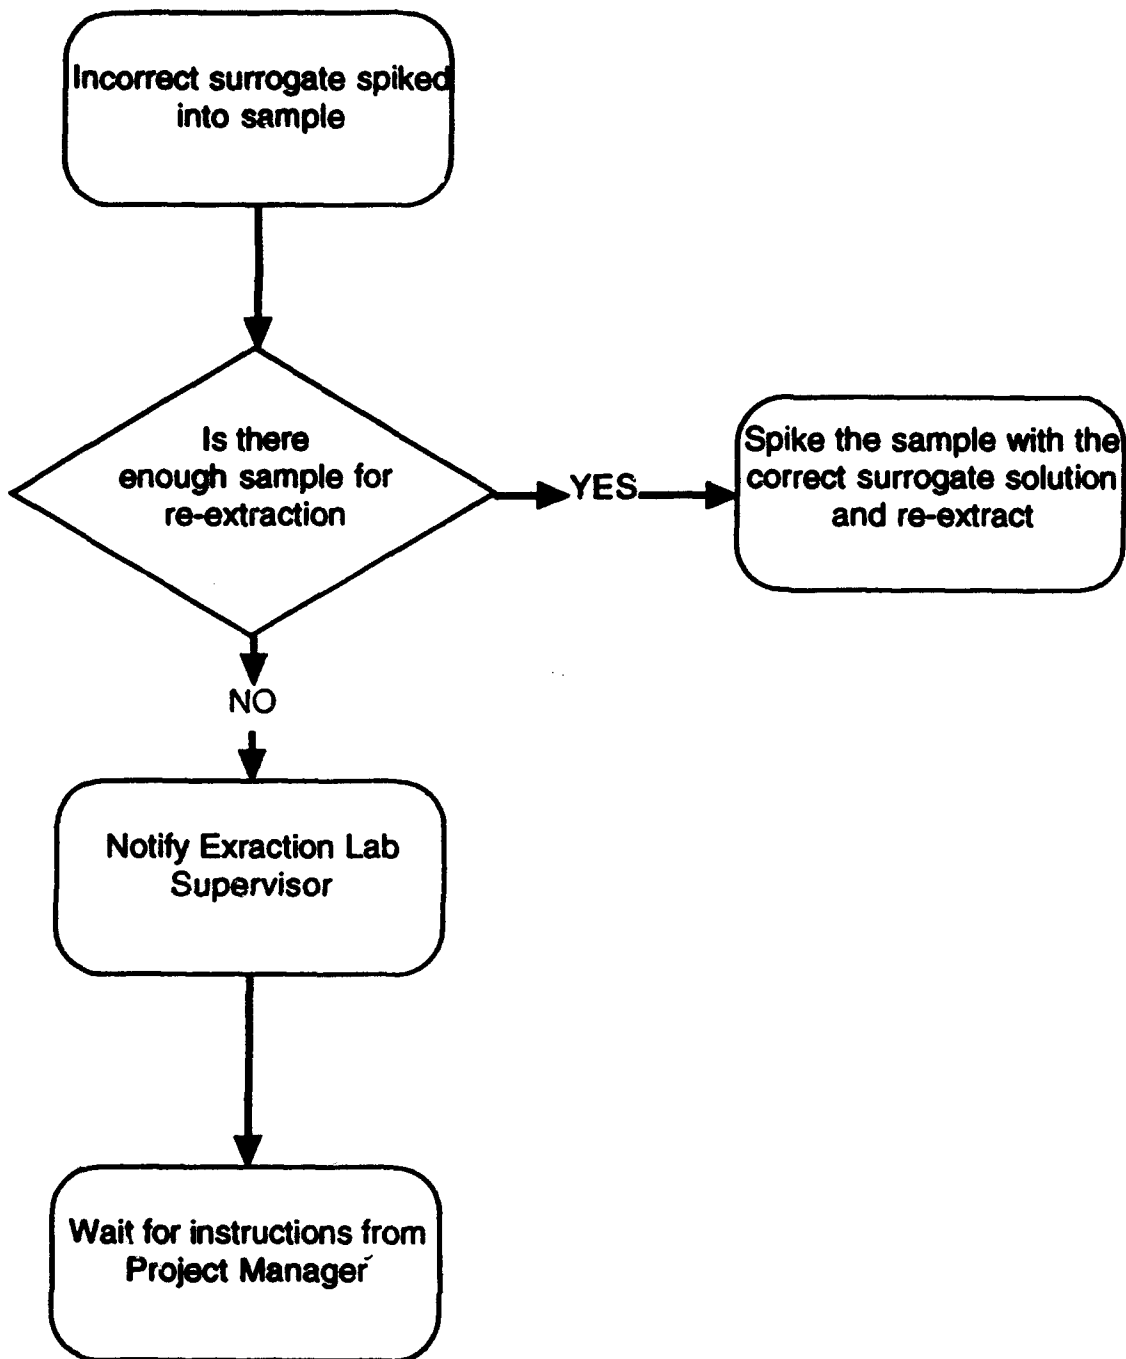 Incorrect surrogate spiked
into sample
Is there
enough sample for
re-extraction
YES
Spike the sample with the
correct surrogate solution
and re-extract
NO
Notify Exraction Lab
Supervisor
Wait for instructions from
Project Manager